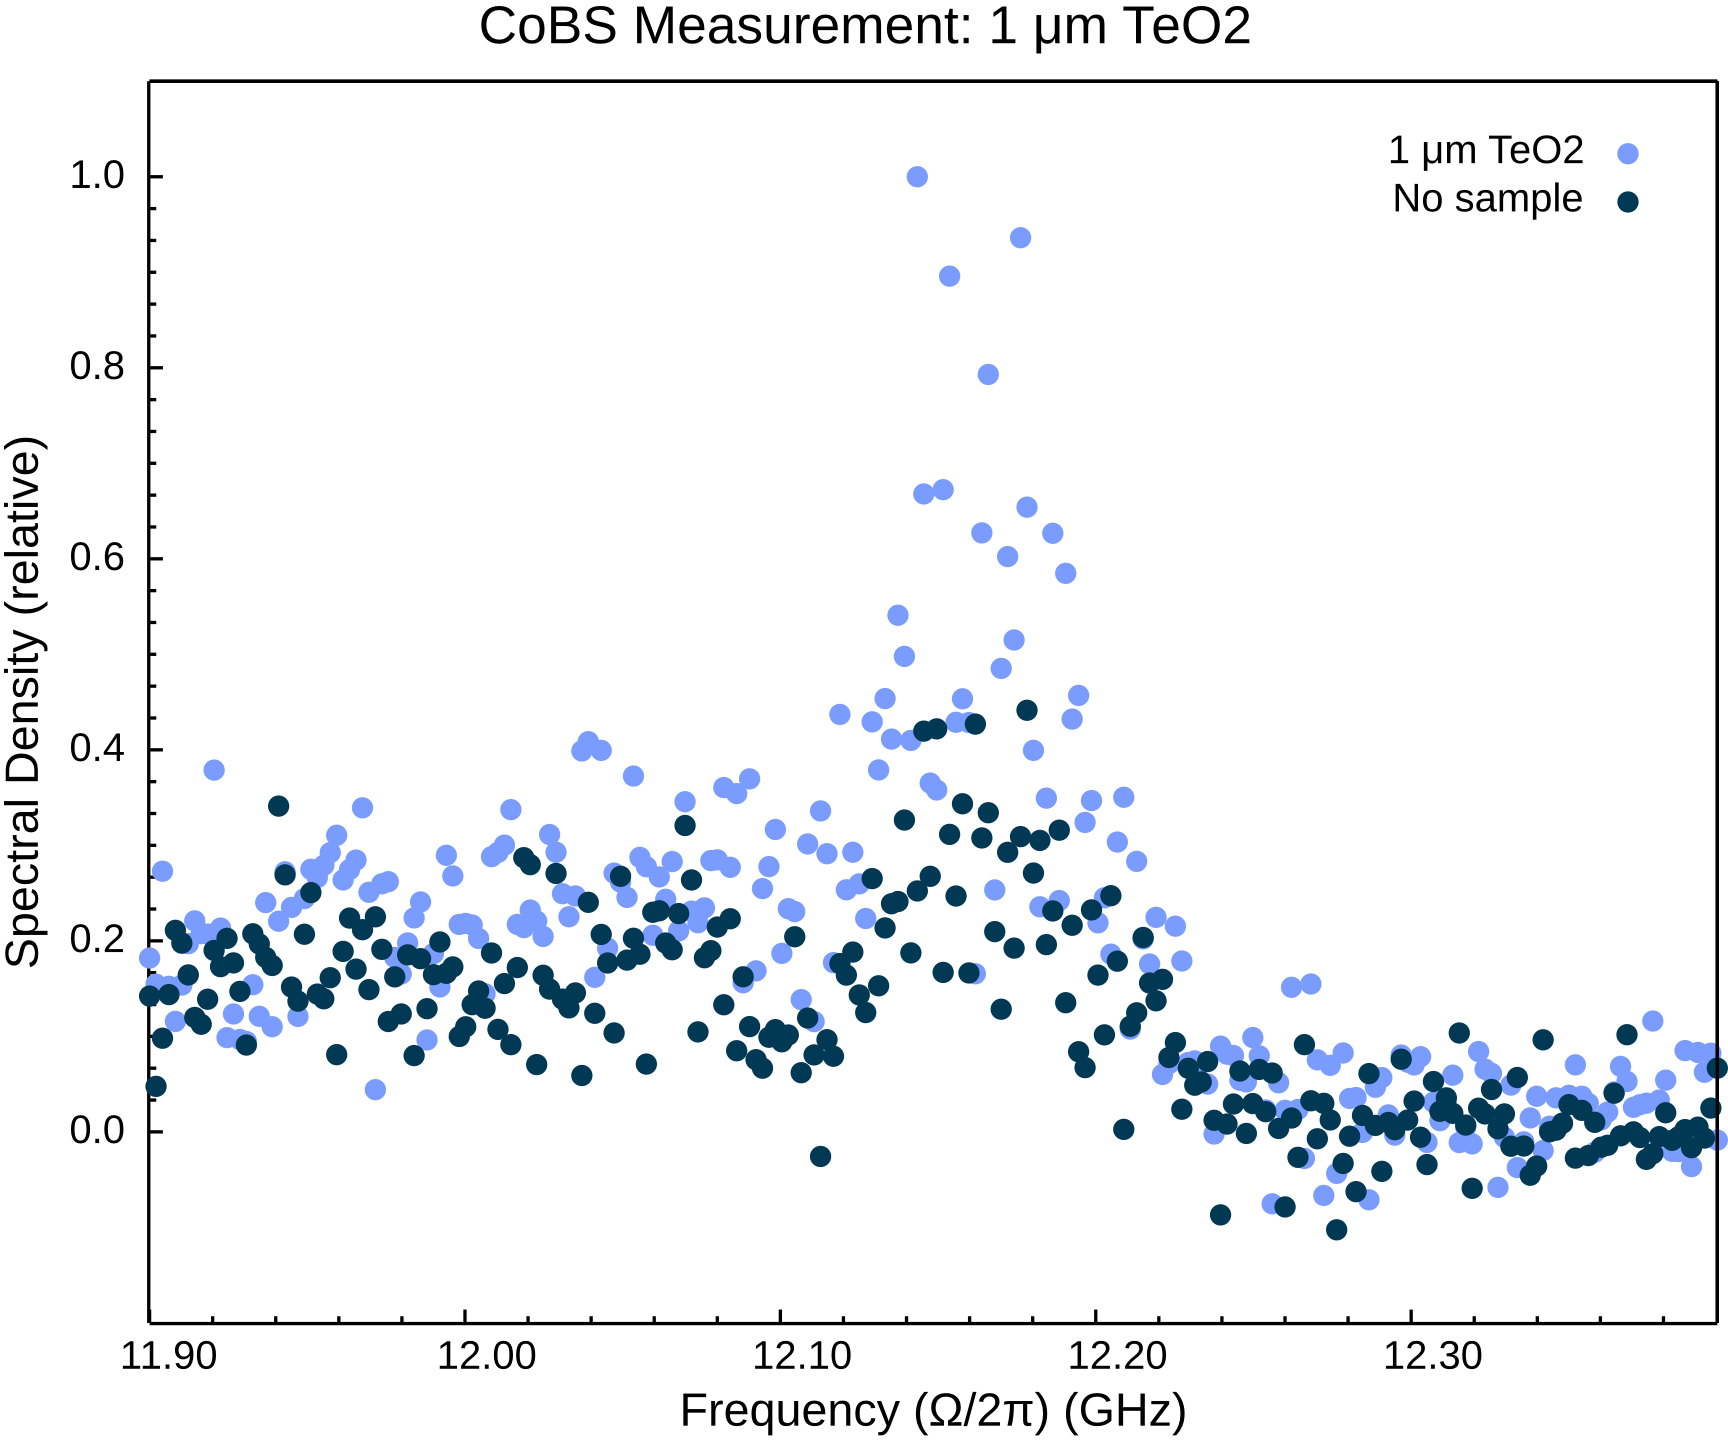 CoBS Measurement: 1 μm TeO2
1 μm TeO2
No sample
Spectral Density (relative)
1.0
0.8
0.6
0.4
0.2
0.0
11.90 12.00 12.10 12.20 12.30
Frequency (Ω/2π) (GHz)